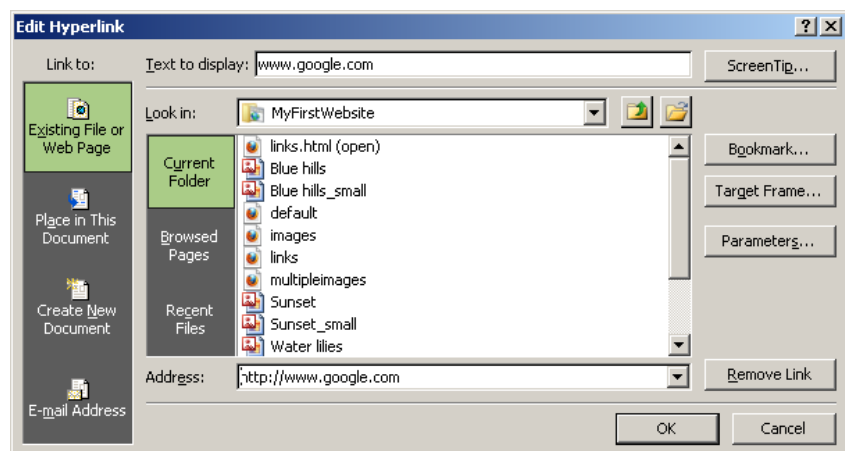 Edit Hyperlink
Link to:
Text to display: www.google.com
ScreenTip...
Existing File or
Web Page
Place in This
Document
Create New
Document
E-mail Address
Look in: MyFirstWebsite
Current
Folder
Browsed
Pages
Recent
Files
links.html (open)
Blue hills
Blue hills_small
default
images
links
multipleimages
Sunset
Sunset_small
Water lilies
Bookmark...
Target Frame...
Parameters...
Address: http://www.google.com
Remove Link
OK
Cancel